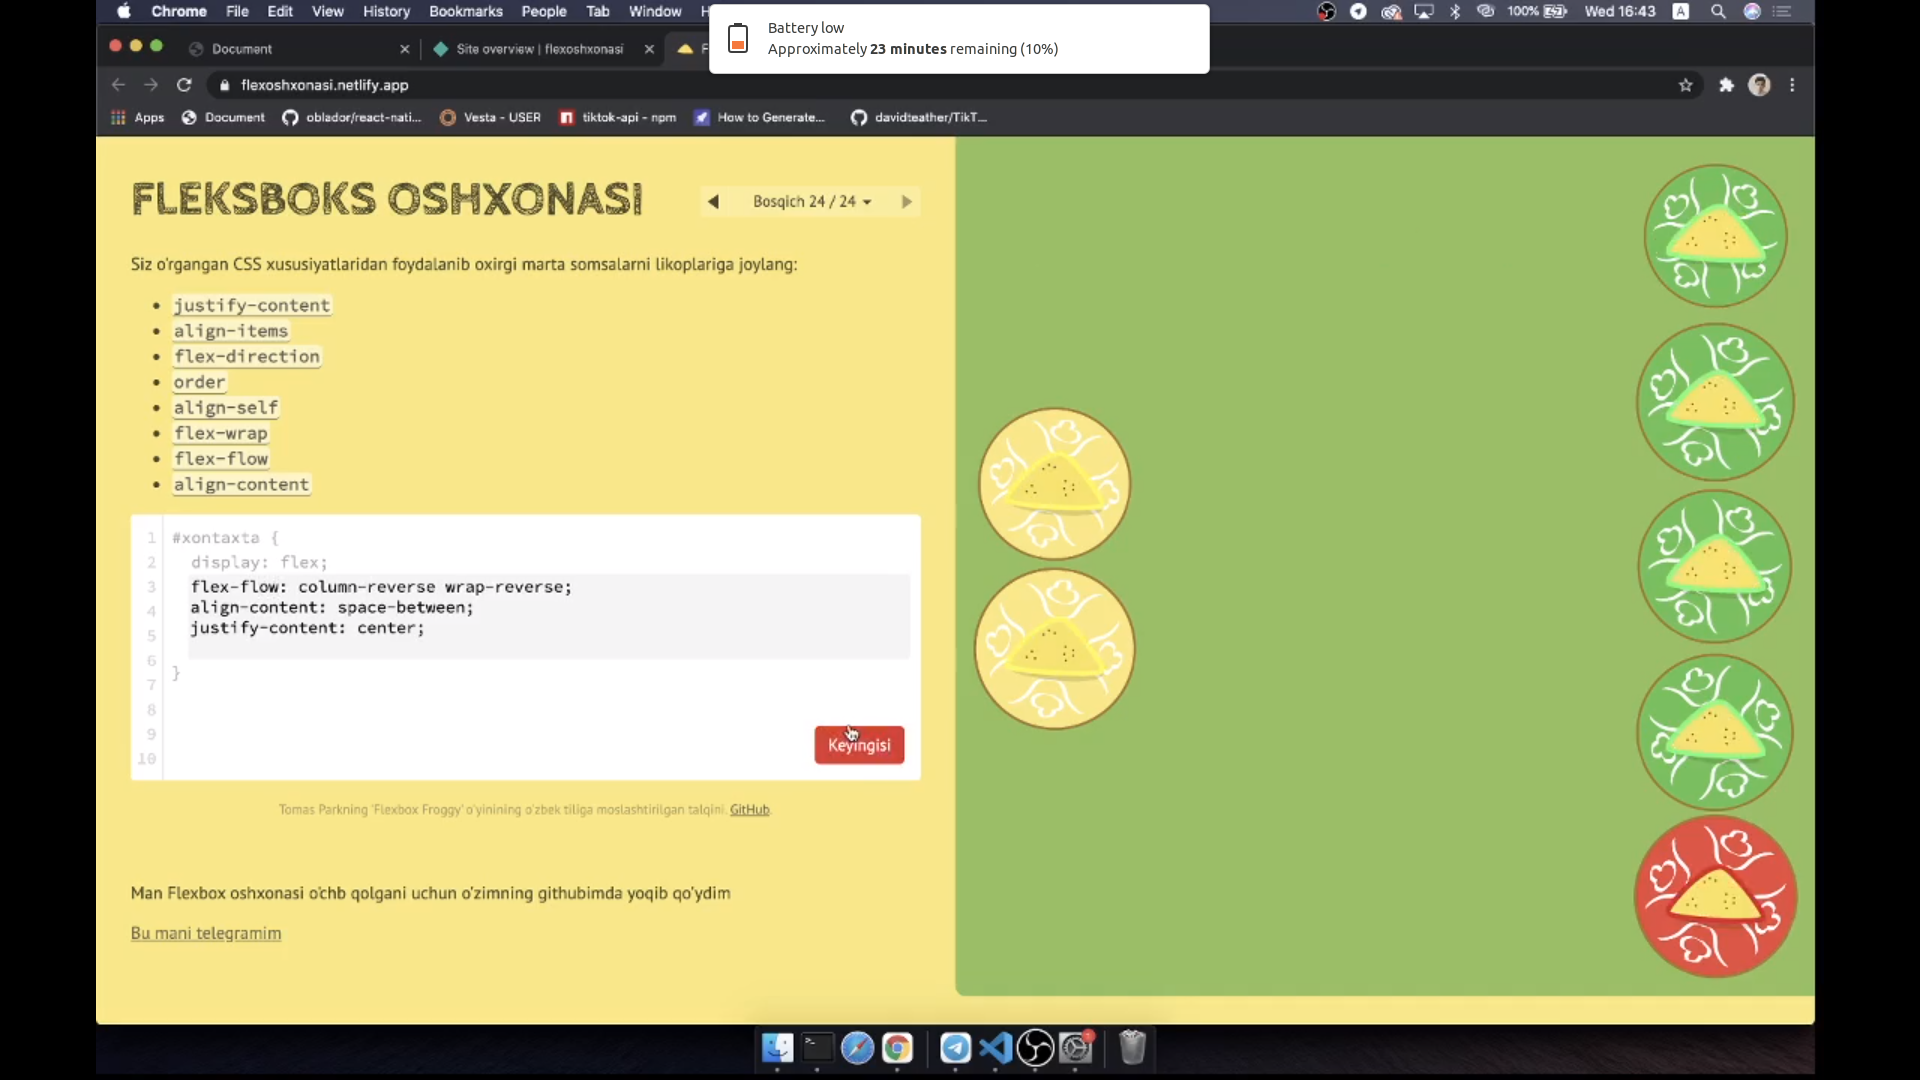 Chrome File Edit View History Bookmarks People Tab Window H
100%
Wed 16:43
A
Battery low
Approximately 23 minutes remaining (10%)
Document
Site overview | flexoshxonasi
F
flexoshxonasi.netlify.app
Apps
Document
oblador/react-nati...
Vesta - USER
tiktok-api - npm
How to Generate...
davidteather/TikT...
FLEKSBOKS OSHXONASI
Bosqich 24 / 24
Siz o'rgangan CSS xususiyatlaridan foydalanib oxirgi marta somsalarni likoplariga joylang:
justify-content
align-items
flex-direction
order
align-self
flex-wrap
flex-flow
align-content
1 #xontaxta {
2 display: flex;
3 flex-flow: column-reverse wrap-reverse;
4 align-content: space-between;
5 justify-content: center;
6
}
7
8
9
10
Keyingisi
Tomas Parkning 'Flexbox Froggy' o'yinining o'zbek tiliga moslashtirilgan talqini. GitHub.
Man Flexbox oshxonasi o'chb qolgani uchun o'zimning githubimda yoqib qo'ydim
Bu mani telegramim